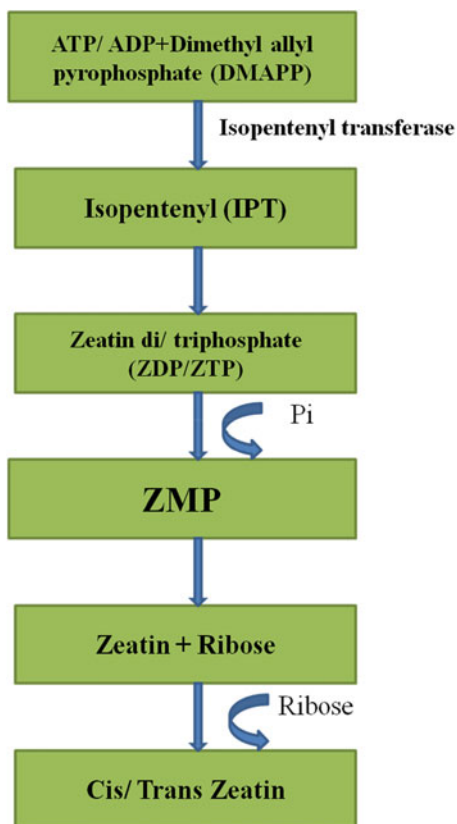 ATP/ ADP+Dimethyl allyl
pyrophosphate (DMAPP)
Isopentenyl transferase
Isopentenyl (IPT)
Zeatin di/ triphosphate
(ZDP/ZTP)
Pi
ZMP
Zeatin + Ribose
Ribose
Cis/ Trans Zeatin